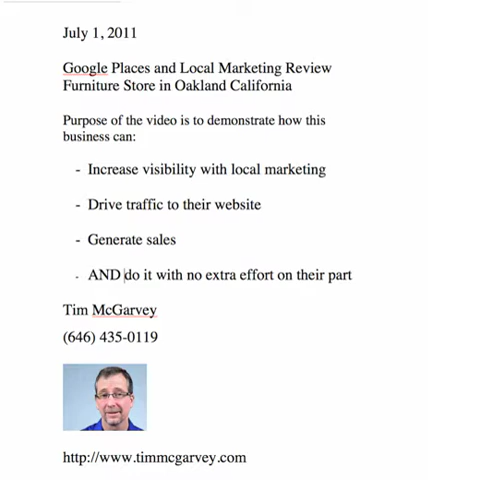 July 1, 2011
Google Places and Local Marketing Review
Furniture Store in Oakland California
Purpose of the video is to demonstrate how this
business can:
- Increase visibility with local marketing
- Drive traffic to their website
- Generate sales
- AND do it with no extra effort on their part
Tim McGarvey
(646) 435-0119
http://www.timmcgarvey.com